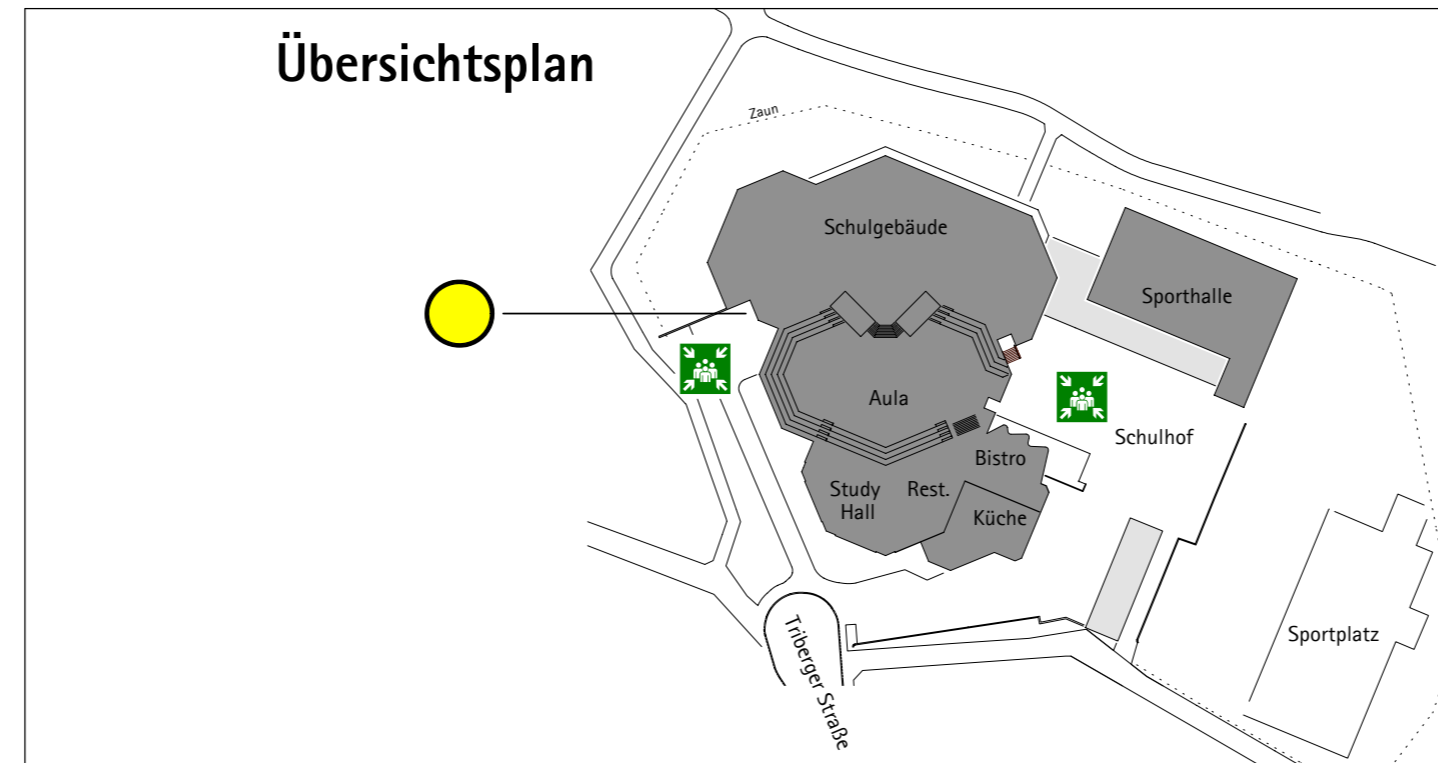 Übersichtsplan
Zaun
Schulgebäude
Sporthalle
Aula
Schulhof
Bistro
Study
Hall
Rest.
Küche
Sportplatz
Triberger Straße